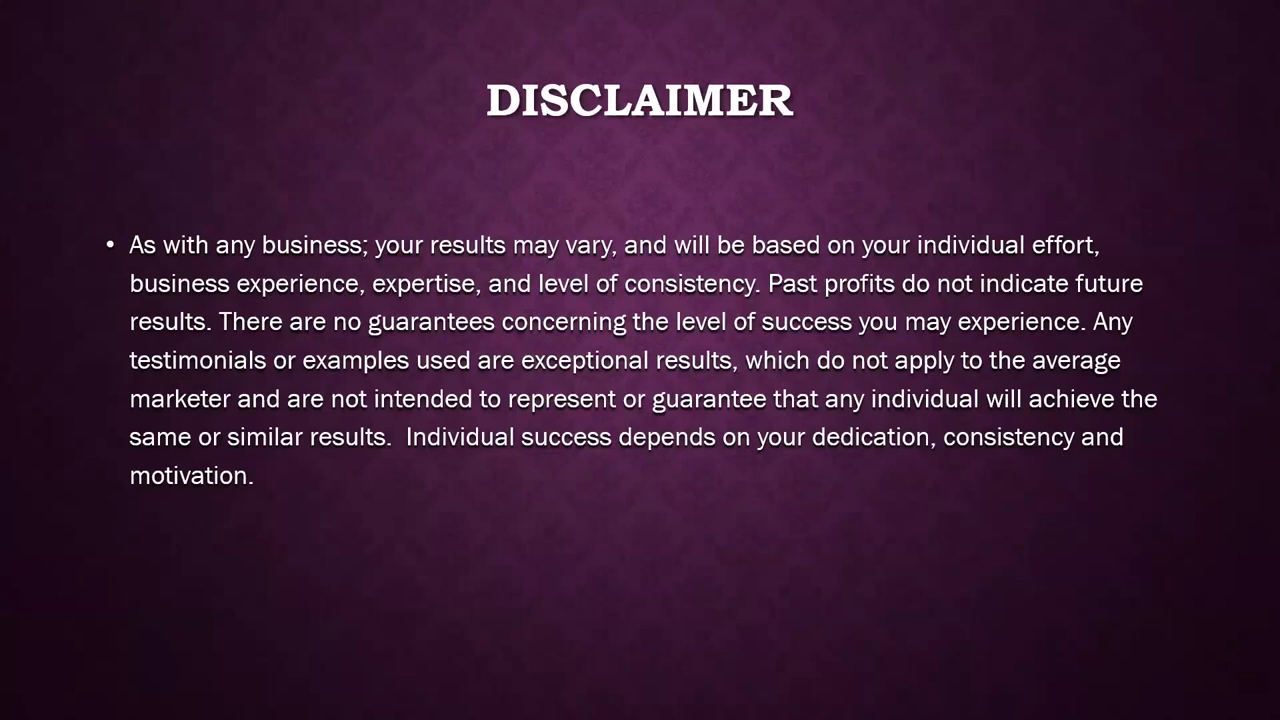 DISCLAIMER
• As with any business; your results may vary, and will be based on your individual effort,
business experience, expertise, and level of consistency. Past profits do not indicate future
results. There are no guarantees concerning the level of success you may experience. Any
testimonials or examples used are exceptional results, which do not apply to the average
marketer and are not intended to represent or guarantee that any individual will achieve the
same or similar results.  Individual success depends on your dedication, consistency and
motivation.